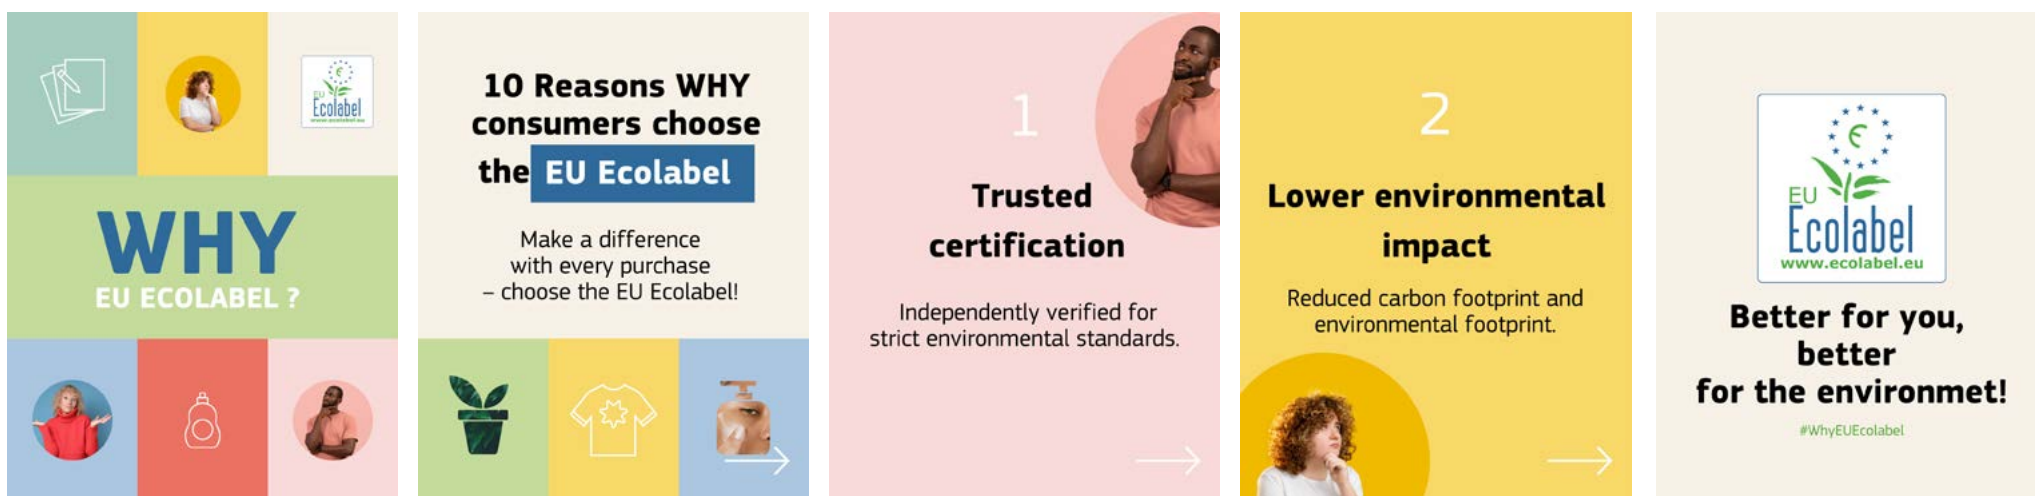 EU
Ecolabel
www.ecolabel.eu
WHY
EU ECOLABEL ?
10 Reasons WHY
consumers choose
the EU Ecolabel
Make a difference
with every purchase
– choose the EU Ecolabel!
1
Trusted
certification
Independently verified for
strict environmental standards.
2
Lower environmental
impact
Reduced carbon footprint and
environmental footprint.
EU
Ecolabel
www.ecolabel.eu
Better for you,
better
for the environmet!
#WhyEUEcolabel